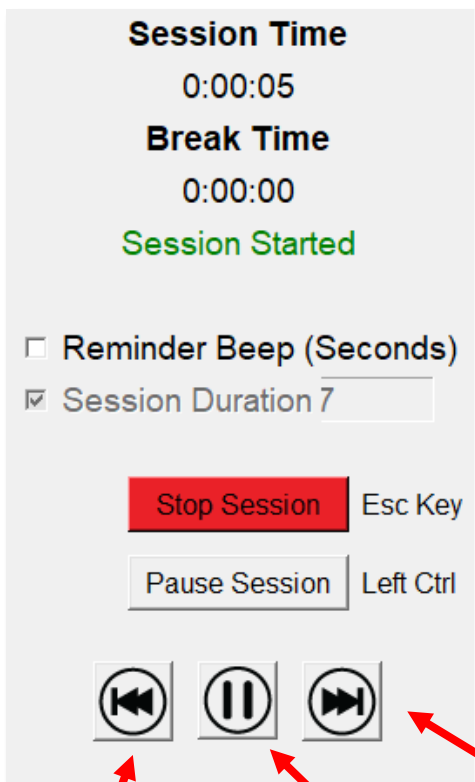 Session Time
0:00:05
Break Time
0:00:00
Session Started
Reminder Beep (Seconds)
Session Duration 7
Stop Session Esc Key
Pause Session Left Ctrl